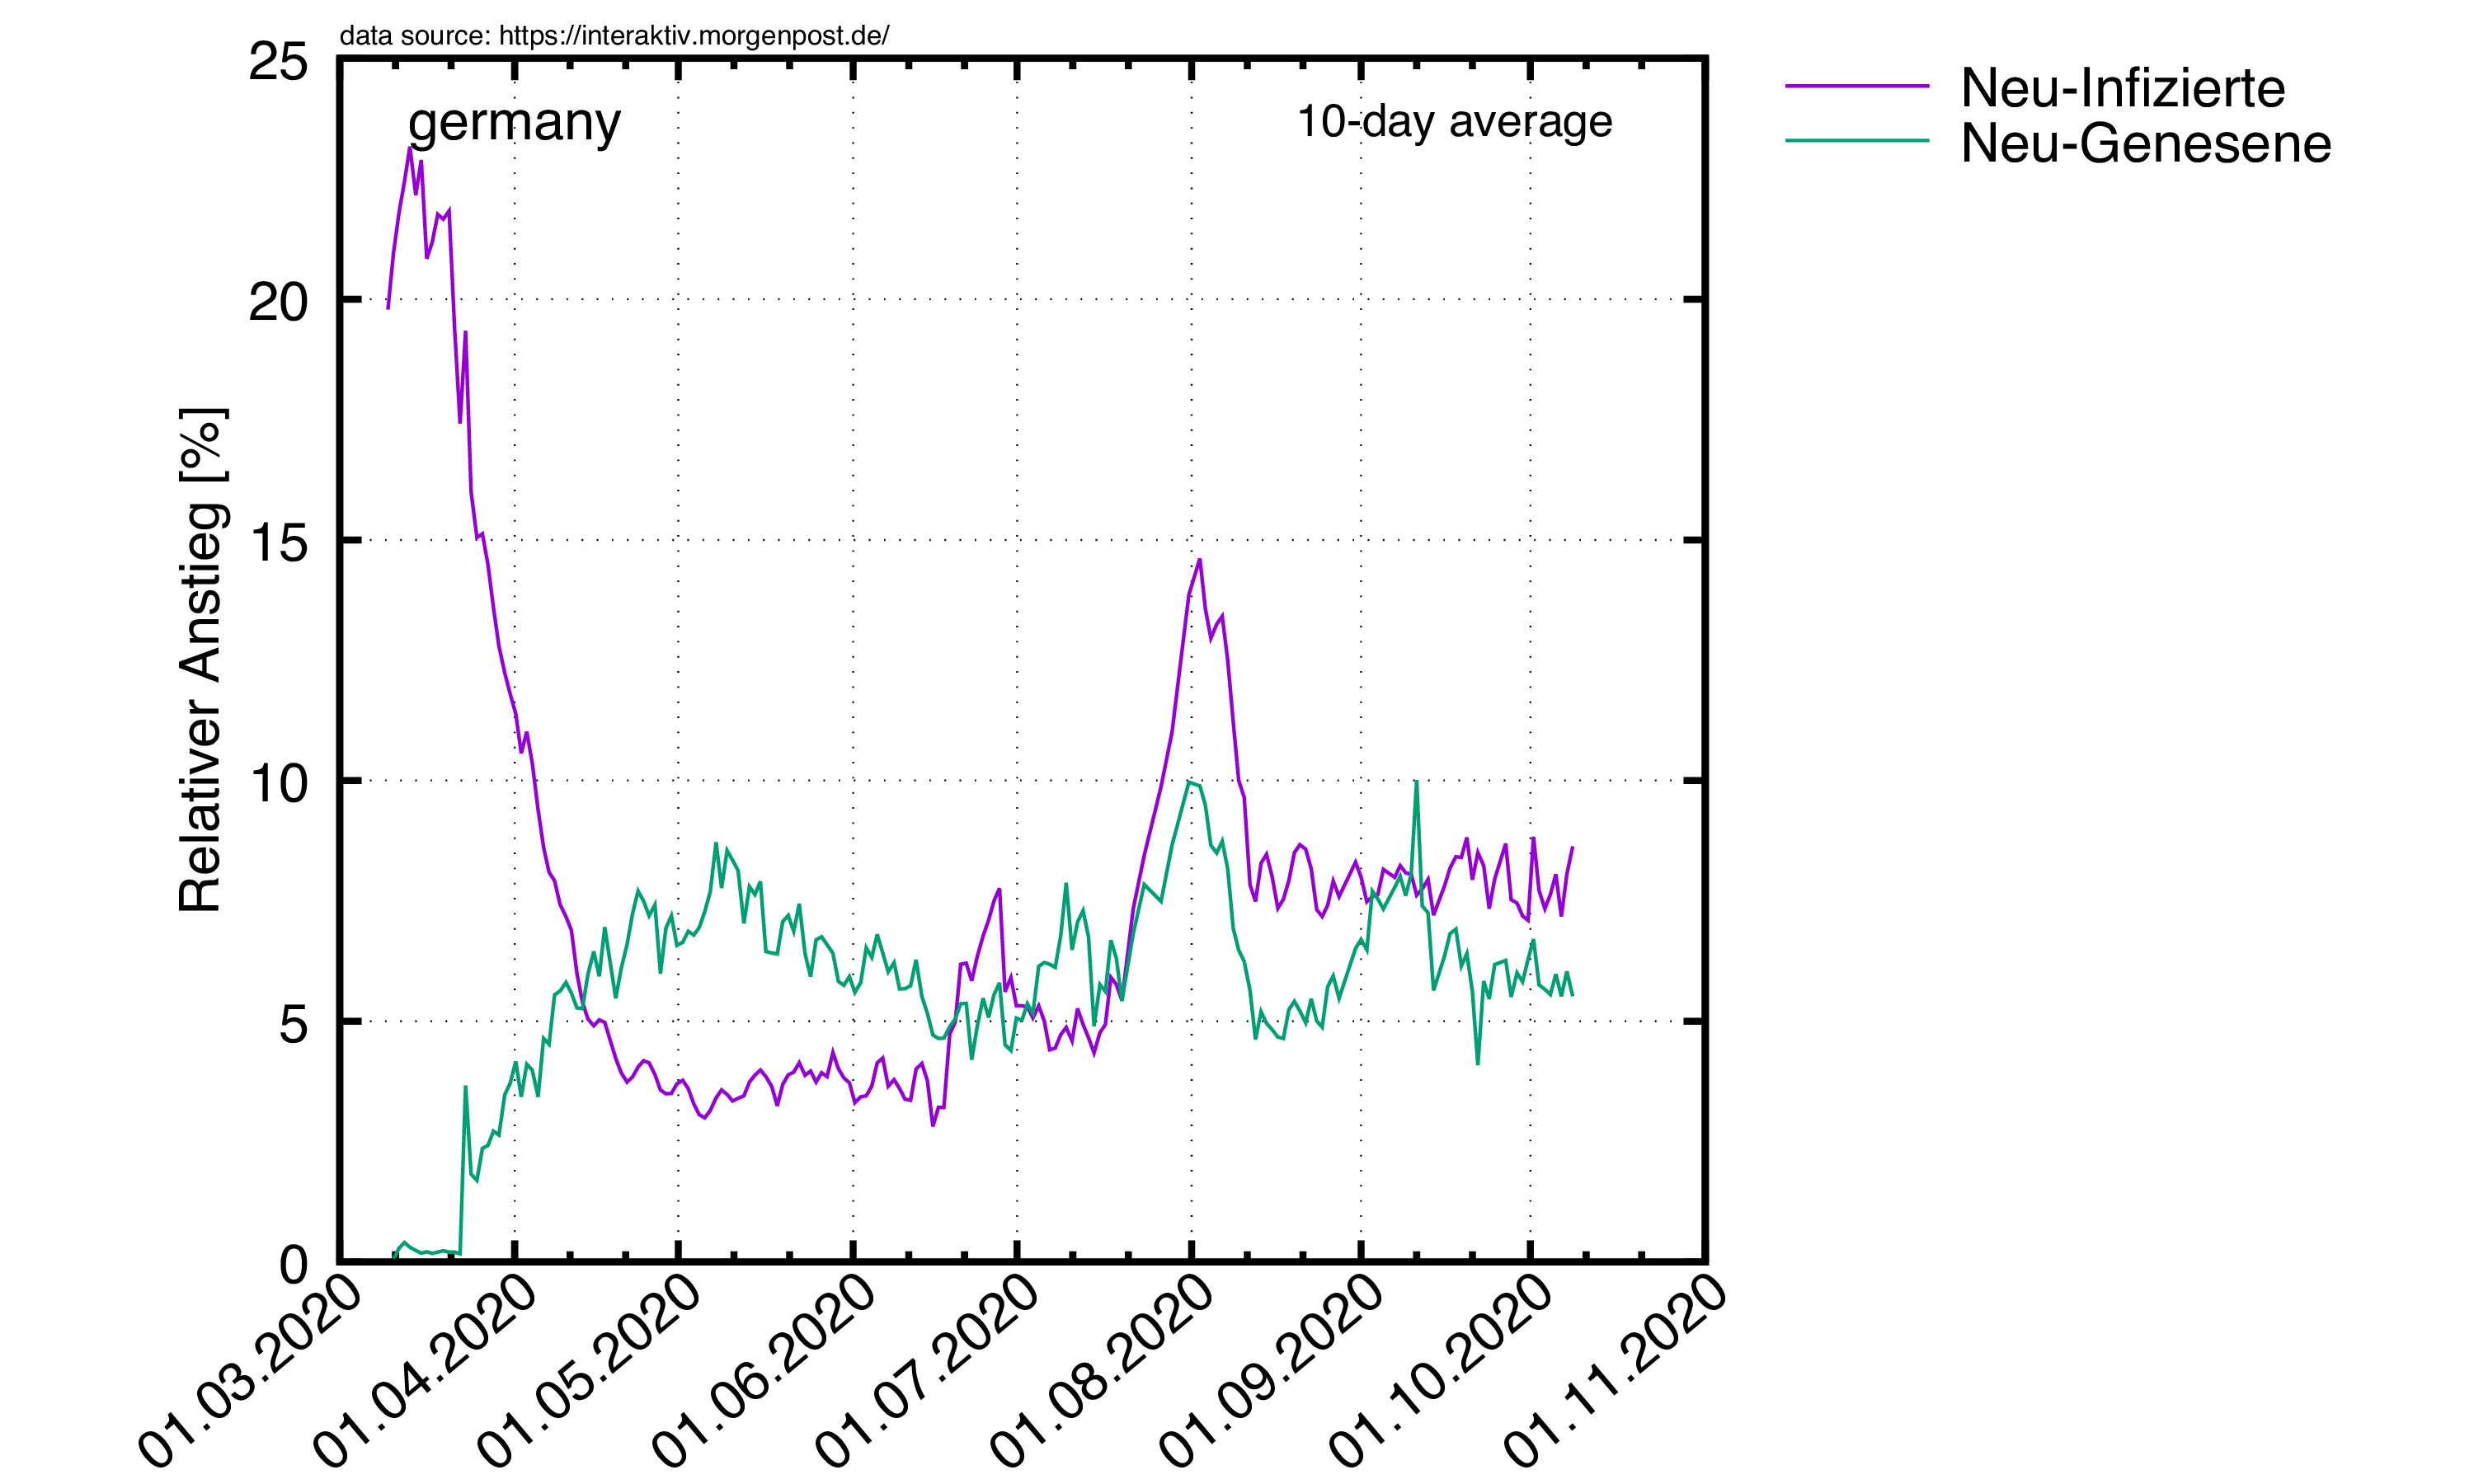 data source: https://interaktiv.morgenpost.de/
germany
10-day average
Neu-Infizierte
Neu-Genesene
Relativer Anstieg [%]
25
20
15
10
5
0
01.03.2020
01.04.2020
01.05.2020
01.06.2020
01.07.2020
01.08.2020
01.09.2020
01.10.2020
01.11.2020